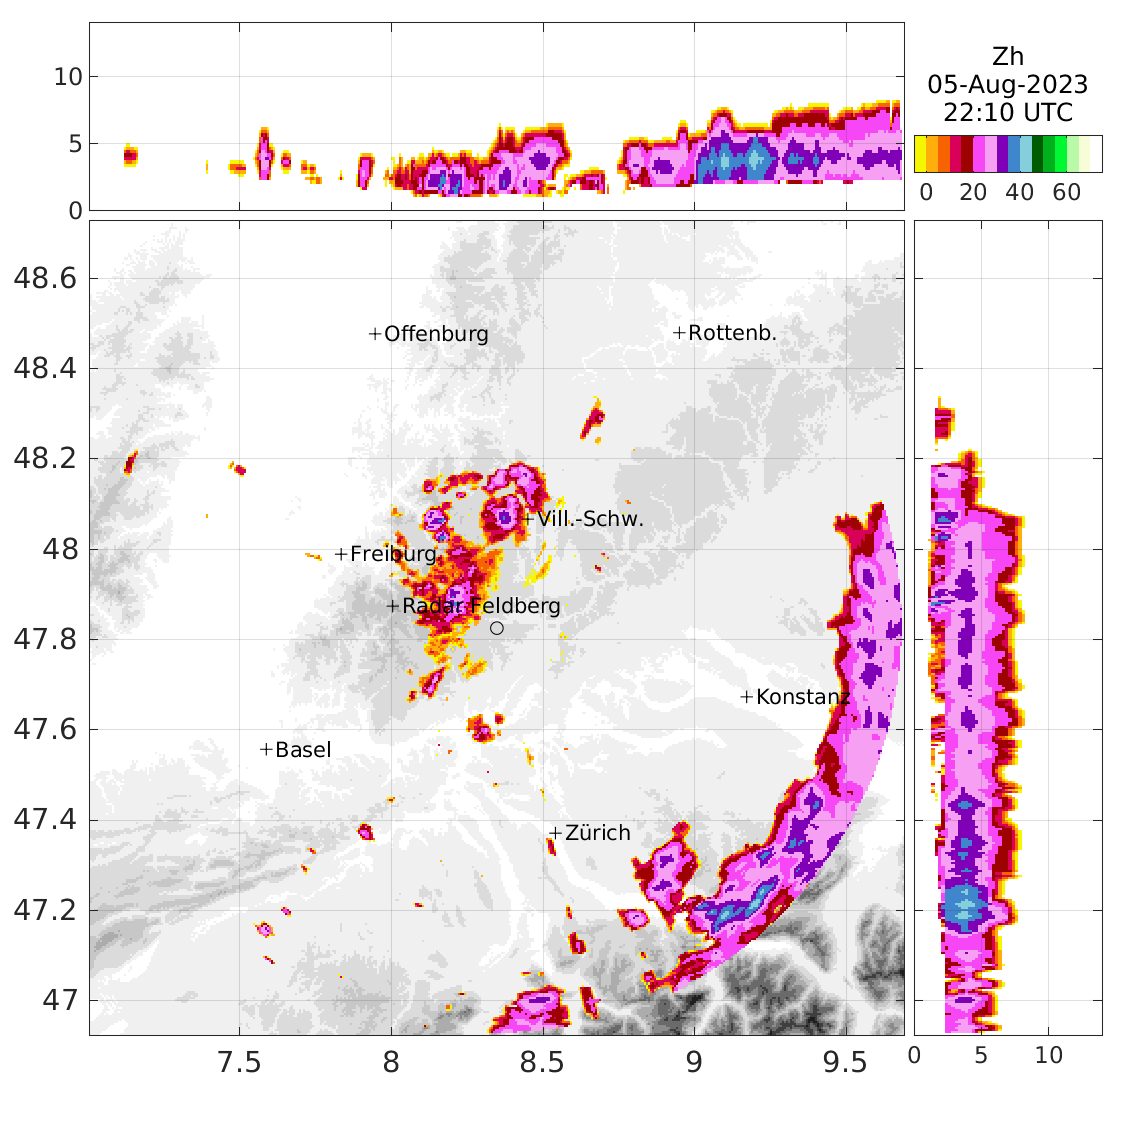 Zh
05-Aug-2023
22:10 UTC
0 20 40 60
10
5
0
48.6
48.4
48.2
48
47.8
47.6
47.4
47.2
47
Offenburg
Rottenb.
Vill.-Schw.
Freiburg
Radar Feldberg
Konstanz
Basel
Zürich
7.5 8 8.5 9 9.5
0 5 10